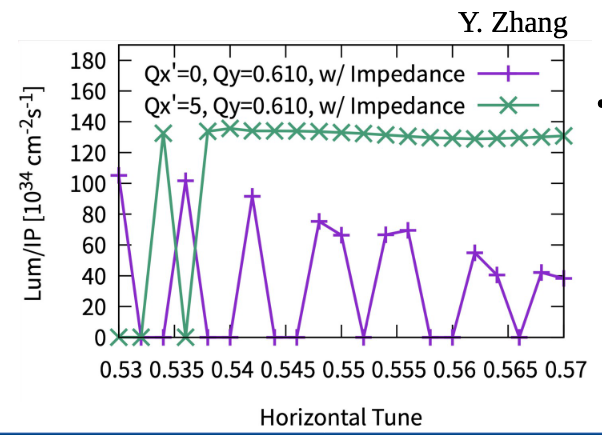 Y. Zhang
Qx'=0, Qy=0.610, w/ Impedance
Qx'=5, Qy=0.610, w/ Impedance
Lum/IP [10³⁴ cm⁻²s⁻¹]
180
160
140
120
100
80
60
40
20
0
0.53 0.535 0.54 0.545 0.55 0.555 0.56 0.565 0.57
Horizontal Tune